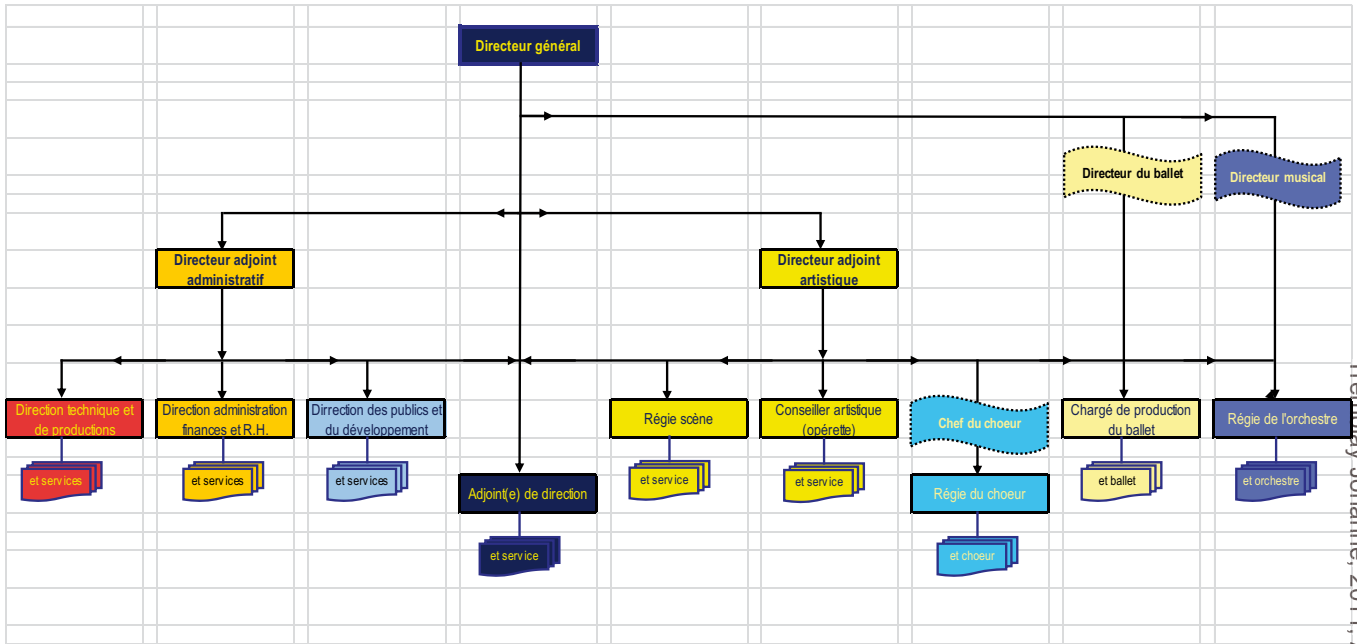 Directeur général
Directeur du ballet
Directeur musical
Directeur adjoint
administratif
Directeur adjoint
artistique
Direction technique et
de productions
Direction administration
finances et R.H.
Dirrection des publics et
du développement
Régie scène
Conseiller artistique
(opérette)
Chef du choeur
Chargé de production
du ballet
Régie de l'orchestre
et services
et services
et services
Adjoint(e) de direction
et service
et service
Régie du choeur
et ballet
et orchestre
et service
et choeur
Johanne, 2011,